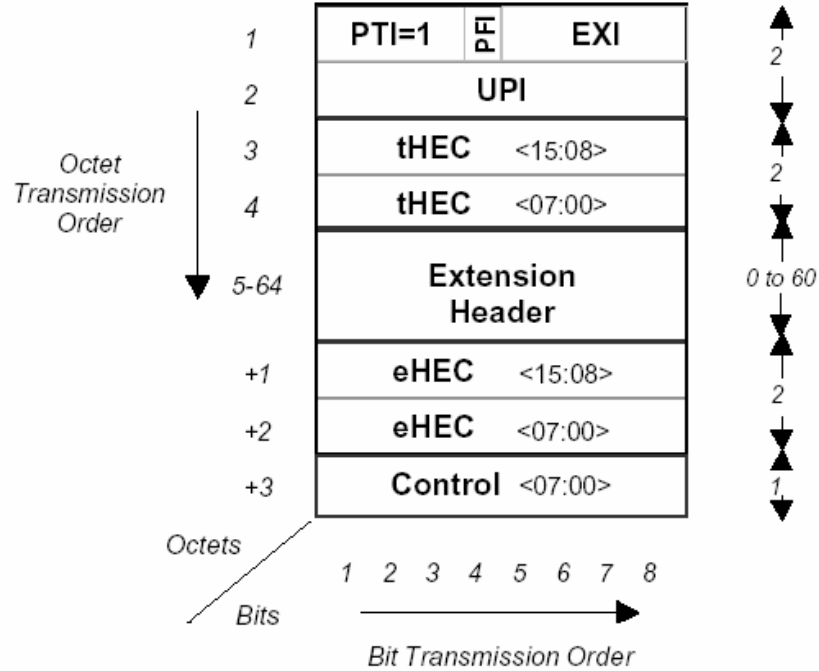 1 PTI=1 PFI EXI
2
2 UPI
3 tHEC <15:08>
2
4 tHEC <07:00>
Octet
Transmission
Order
5-64 Extension
Header
0 to 60
+1 eHEC <15:08>
2
+2 eHEC <07:00>
+3 Control <07:00> 1
Octets
1 2 3 4 5 6 7 8
Bits
Bit Transmission Order